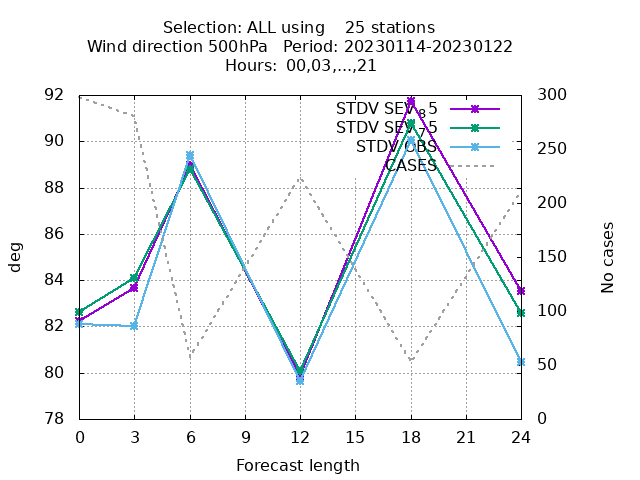 Selection: ALL using 25 stations
Wind direction 500hPa Period: 20230114-20230122
Hours: 00,03,...,21
92
90
88
86
84
82
80
78
300
250
200
150
100
50
0
deg
No cases
STDV SEV_85
STDV SEV_75
STDV OBS
CASES
0 3 6 9 12 15 18 21 24
Forecast length